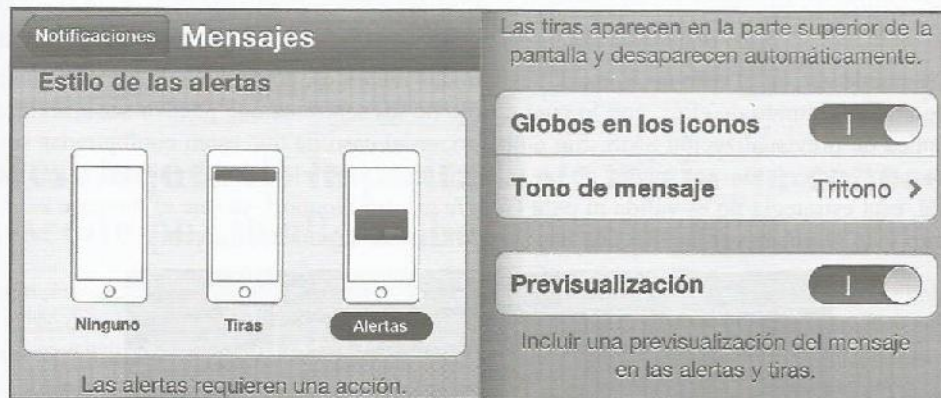 Notificaciones
Mensajes
Estilo de las alertas
Ninguno
Tiras
Alertas
Las alertas requieren una acción.
Las tiras aparecen en la parte superior de la
pantalla y desaparecen automáticamente.
Globos en los iconos
Tono de mensaje Tritono >
Previsualización
Incluir una previsualización del mensaje
en las alertas y tiras.